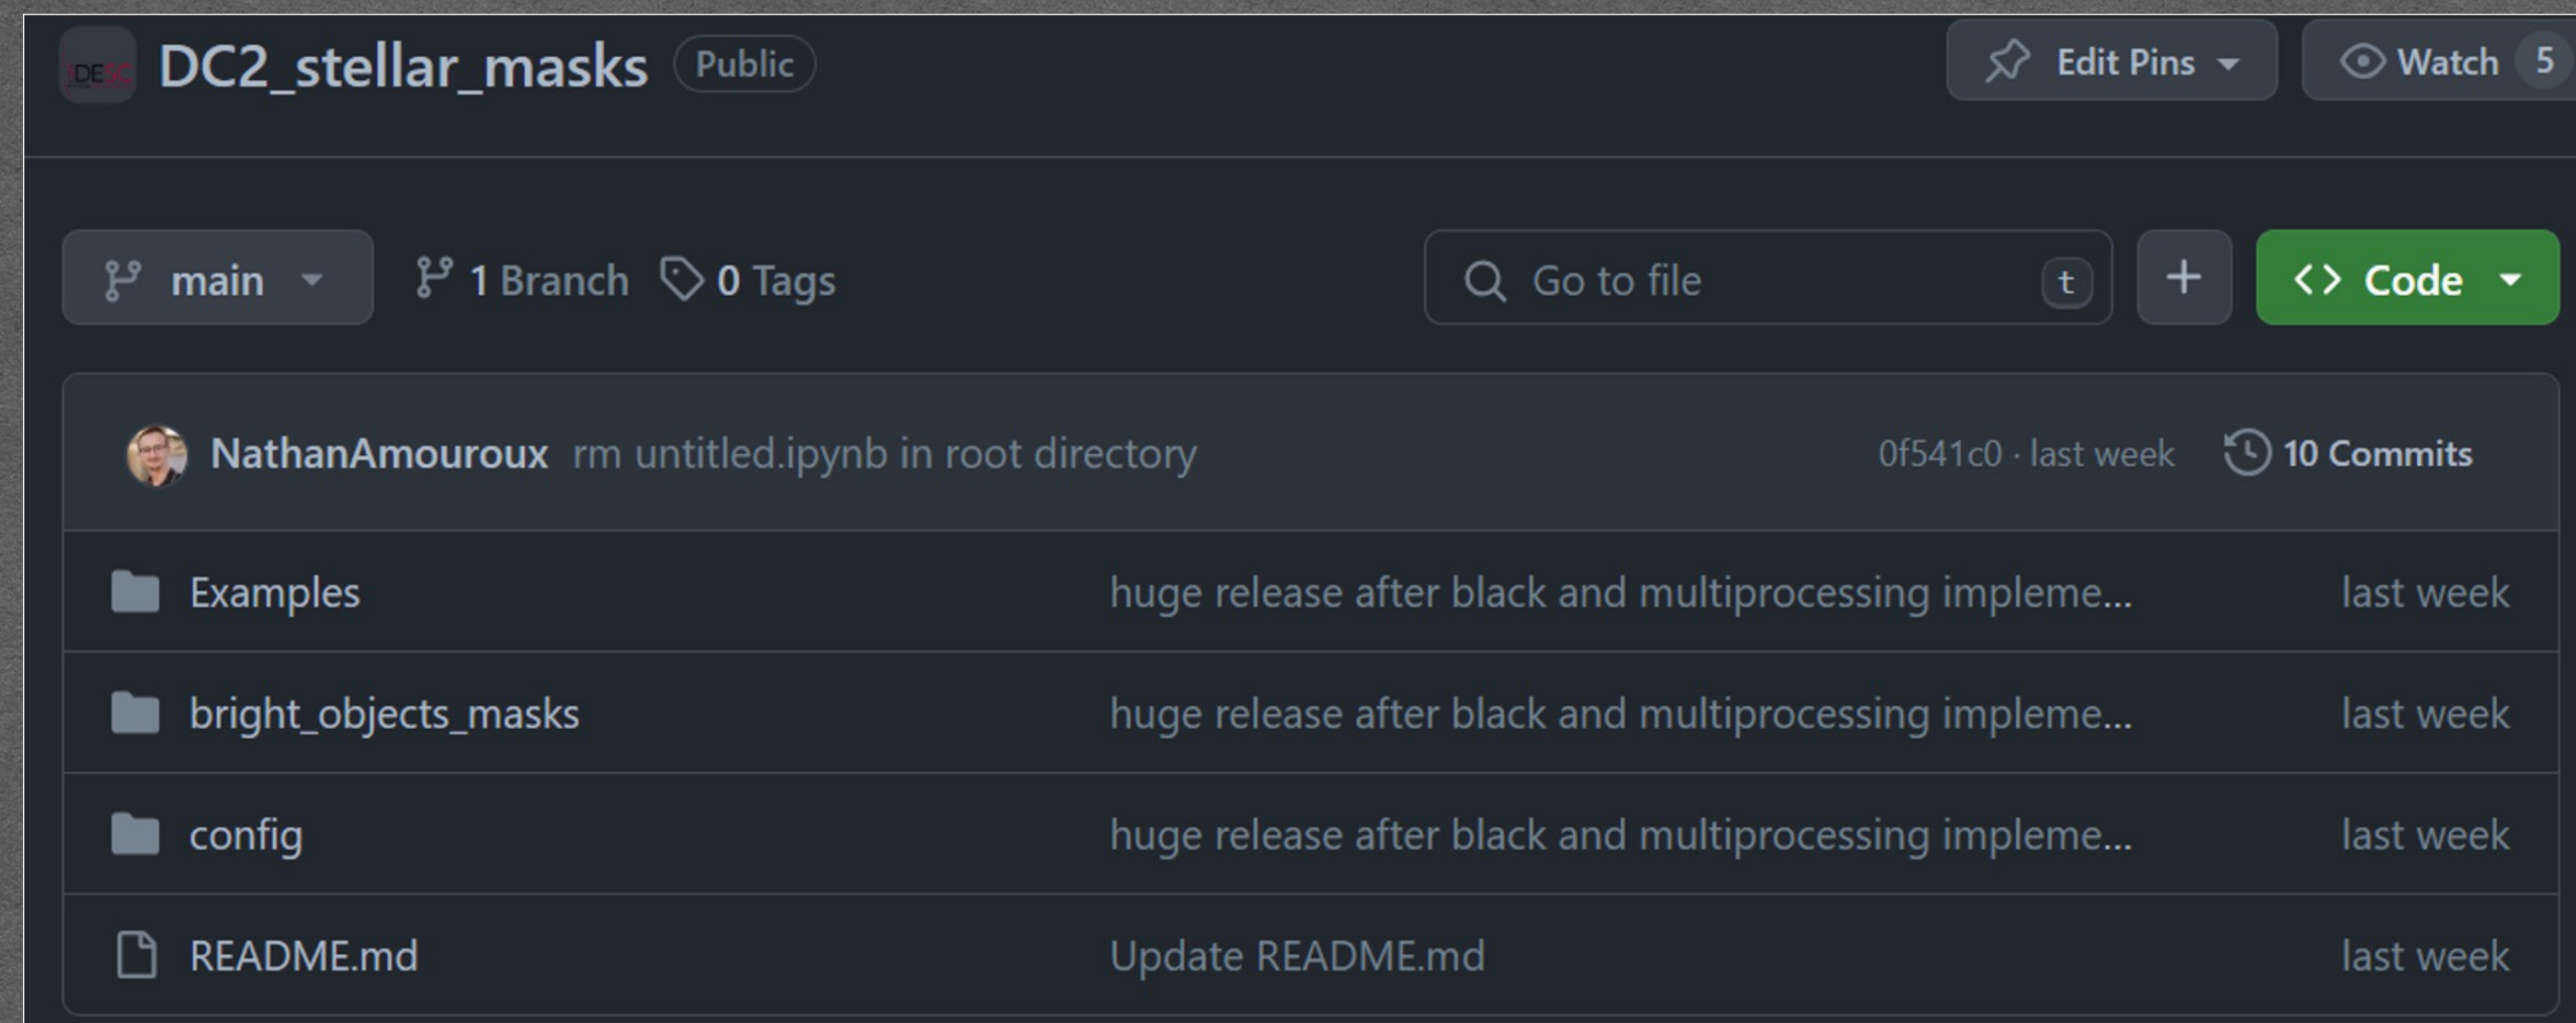 DESC DC2_stellar_masks Public Edit Pins Watch 5
main 1 Branch 0 Tags Go to file t + <> Code
NathanAmouroux rm untitled.ipynb in root directory 0f541c0 · last week 10 Commits
Examples huge release after black and multiprocessing impleme... last week
bright_objects_masks huge release after black and multiprocessing impleme... last week
config huge release after black and multiprocessing impleme... last week
README.md Update README.md last week